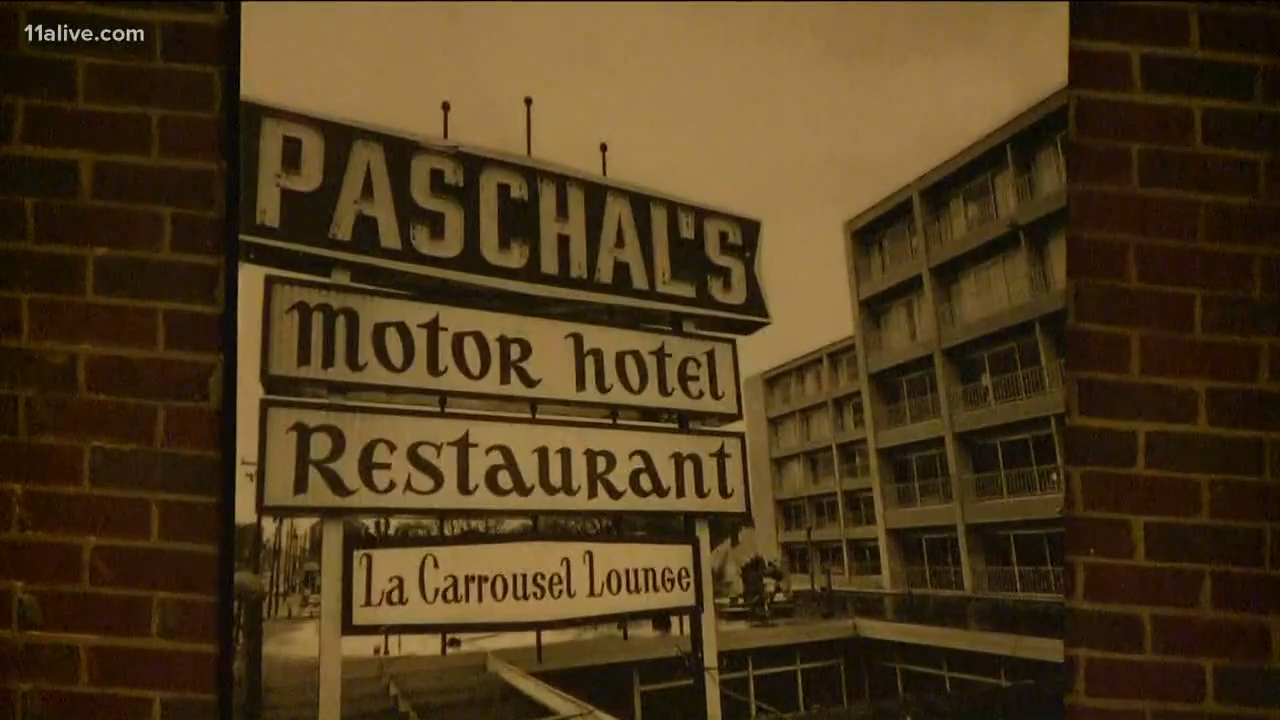 11alive.com
PASCHAL'S
Motor Hotel
Restaurant
La Carrousel Lounge